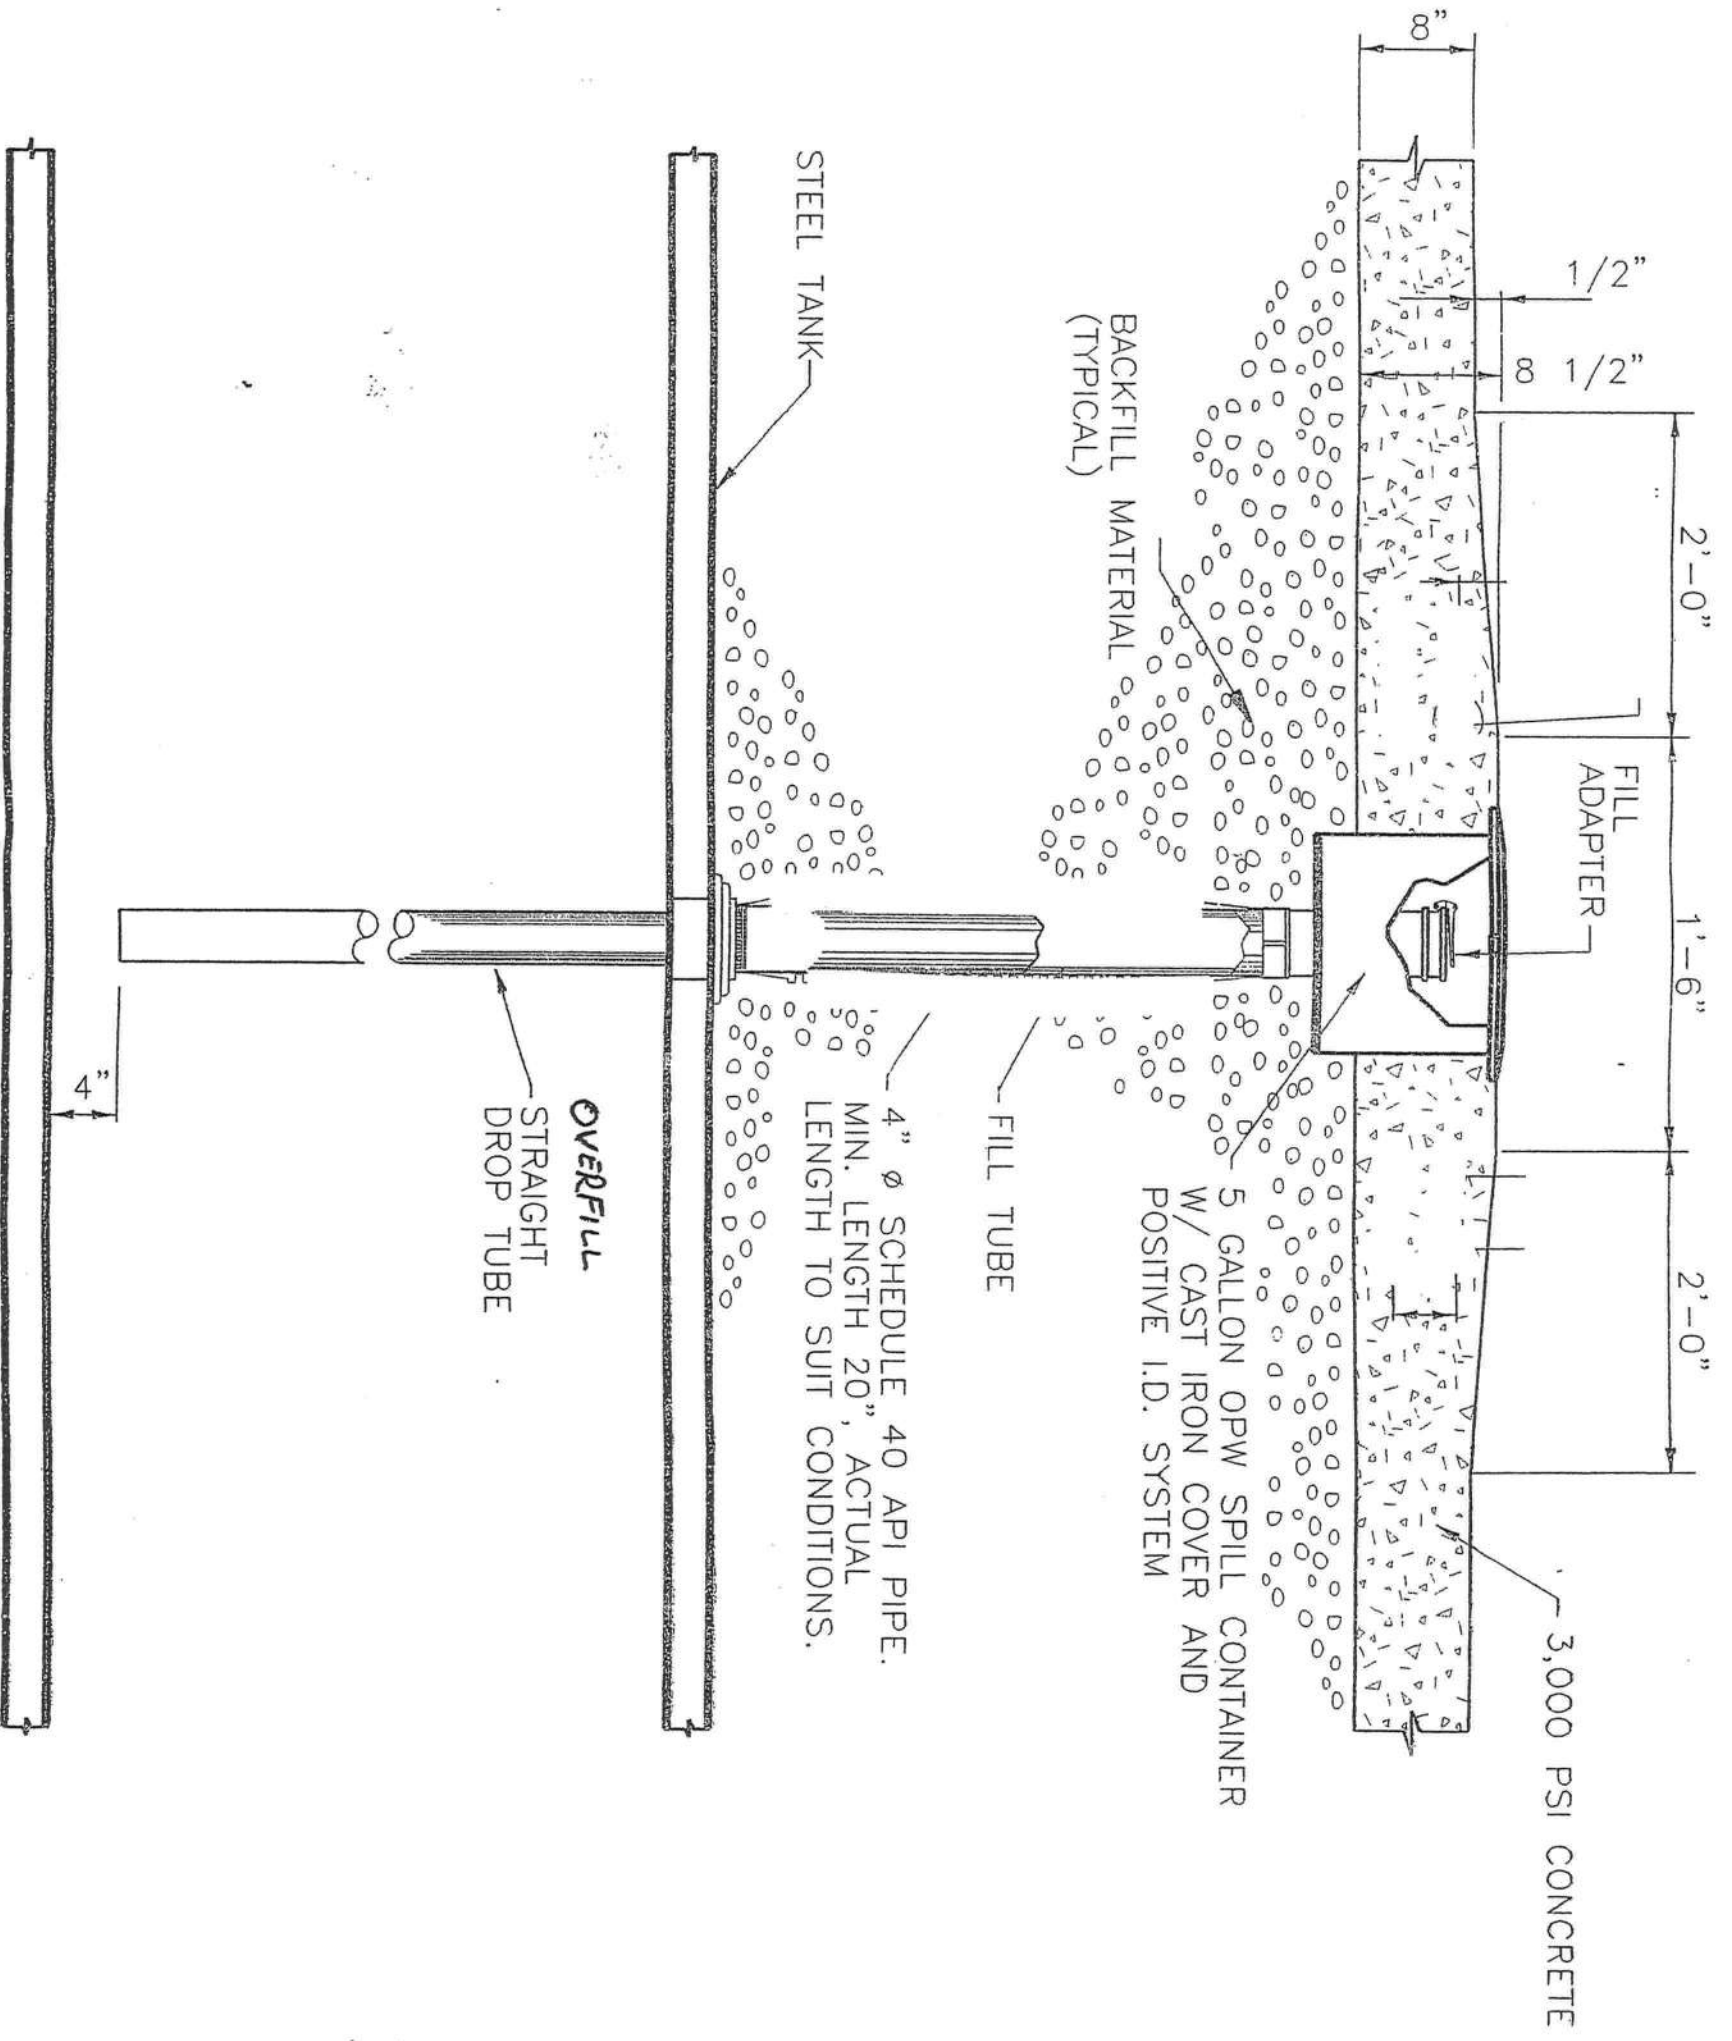 8"
1/2"
8 1/2"
2'-0"
1'-6"
2'-0"
FILL
ADAPTER
3,000 PSI CONCRETE
BACKFILL MATERIAL
(TYPICAL)
5 GALLON OPW SPILL CONTAINER
W/ CAST IRON COVER AND
POSITIVE I.D. SYSTEM
FILL TUBE
4" ø SCHEDULE 40 API PIPE.
MIN. LENGTH 20", ACTUAL
LENGTH TO SUIT CONDITIONS.
STEEL TANK
OVERFILL
STRAIGHT
DROP TUBE
4"